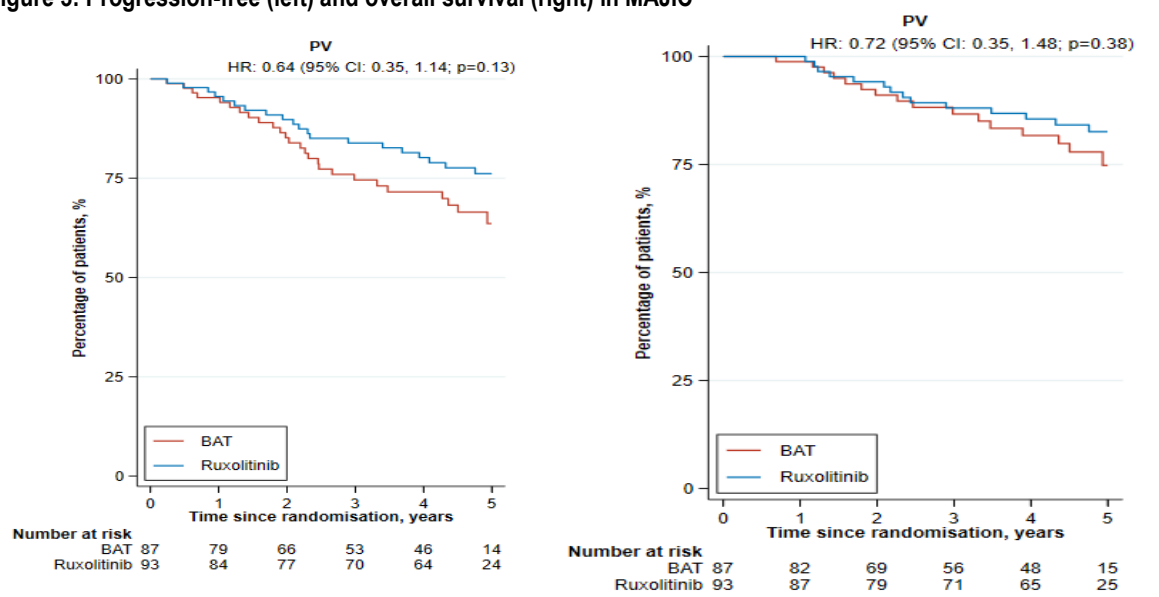 Figure 3. Progression-free (left) and overall survival (right) in MAJIC
PV
HR: 0.64 (95% CI: 0.35, 1.14; p=0.13)
Percentage of patients, %
100
75
50
25
0
BAT
Ruxolitinib
0 1 2 3 4 5
Time since randomisation, years
Number at risk
BAT 87 79 66 53 46 14
Ruxolitinib 93 84 77 70 64 24
PV
HR: 0.72 (95% CI: 0.35, 1.48; p=0.38)
Percentage of patients, %
100
75
50
25
0
BAT
Ruxolitinib
0 1 2 3 4 5
Time since randomisation, years
Number at risk
BAT 87 82 69 56 48 15
Ruxolitinib 93 87 79 71 65 25